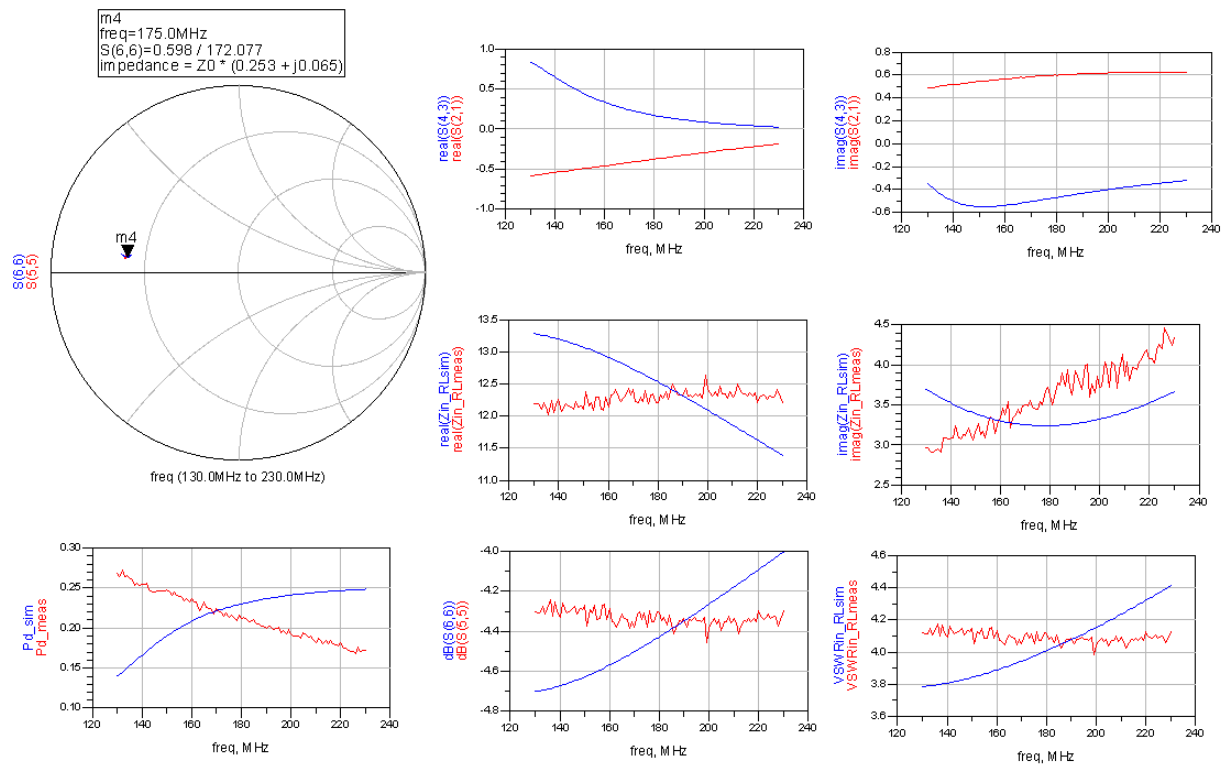 m4
freq=175.0MHz
S(6,6)=0.598 / 172.077
impedance = Z0 * (0.253 + j0.065)
m4
S(6,6)
S(5,5)
freq (130.0MHz to 230.0MHz)
1.0
0.5
0.0
-0.5
-1.0
real(S(4,3))
real(S(2,1))
120 140 160 180 200 220 240
freq, MHz
0.8
0.6
0.4
0.2
0.0
-0.2
-0.4
-0.6
imag(S(4,3))
imag(S(2,1))
120 140 160 180 200 220 240
freq, MHz
13.5
13.0
12.5
12.0
11.5
11.0
real(Zin_RLsim)
real(Zin_RLmeas)
120 140 160 180 200 220 240
freq, MHz
4.5
4.0
3.5
3.0
2.5
imag(Zin_RLsim)
imag(Zin_RLmeas)
120 140 160 180 200 220 240
freq, MHz
0.30
0.25
0.20
0.15
0.10
Pd_sim
Pd_meas
120 140 160 180 200 220 240
freq, MHz
-4.0
-4.2
-4.4
-4.6
-4.8
dB(S(6,6))
dB(S(5,5))
120 140 160 180 200 220 240
freq, MHz
4.6
4.4
4.2
4.0
3.8
3.6
VSWRin_RLsim
VSWRin_RLmeas
120 140 160 180 200 220 240
freq, MHz